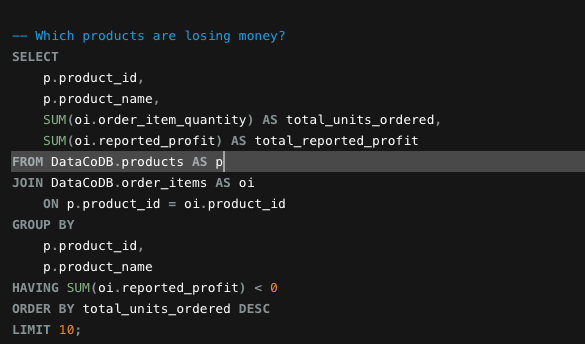 -- Which products are losing money?
SELECT
    p.product_id,
    p.product_name,
    SUM(oi.order_item_quantity) AS total_units_ordered,
    SUM(oi.reported_profit) AS total_reported_profit
FROM DataCoDB.products AS p
JOIN DataCoDB.order_items AS oi
    ON p.product_id = oi.product_id
GROUP BY
    p.product_id,
    p.product_name
HAVING SUM(oi.reported_profit) < 0
ORDER BY total_units_ordered DESC
LIMIT 10;